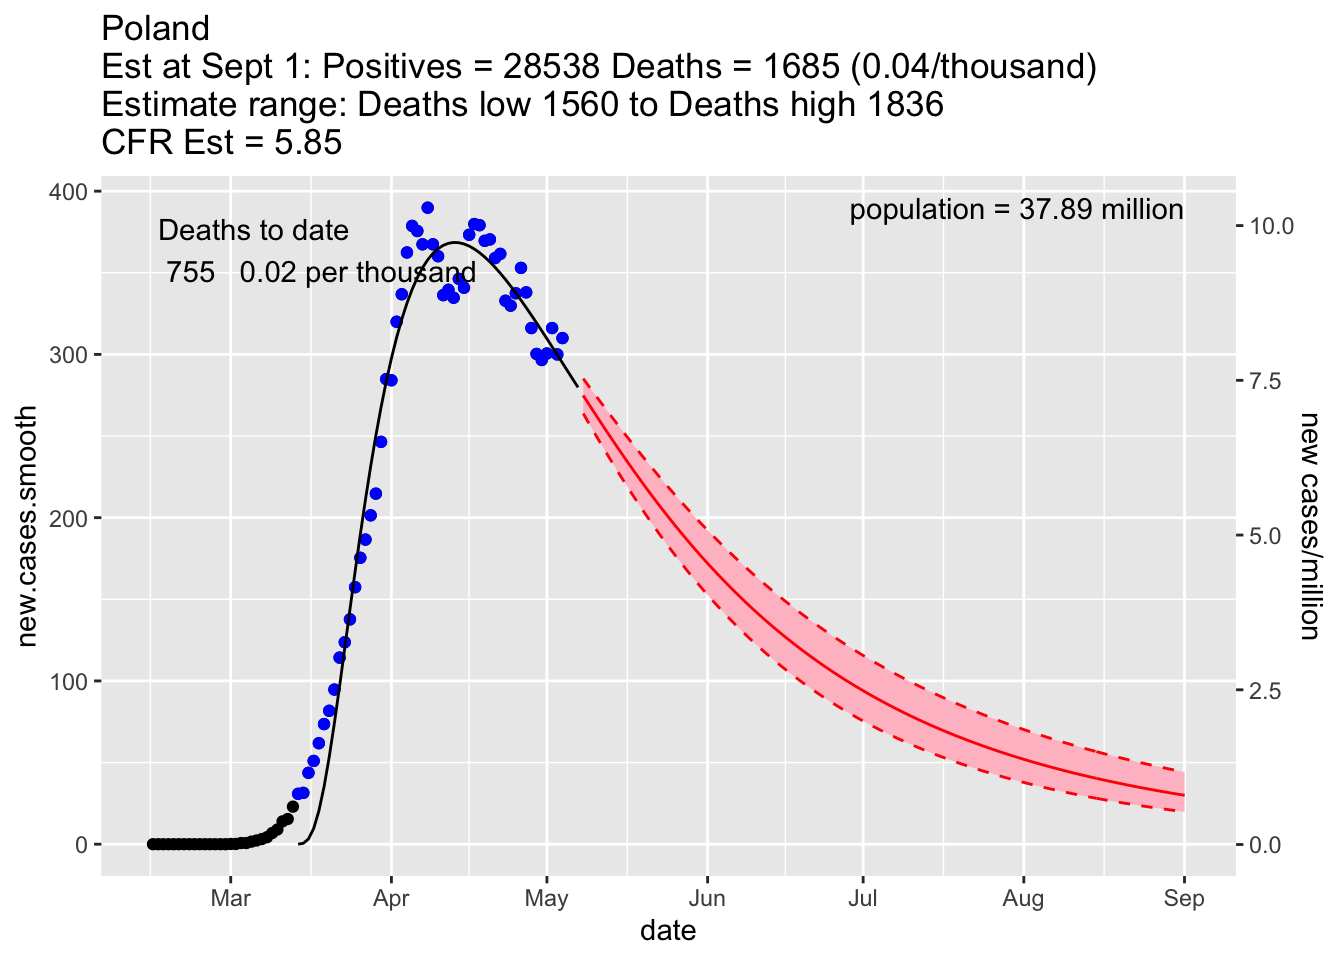 Poland
Est at Sept 1: Positives = 28538 Deaths = 1685 (0.04/thousand)
Estimate range: Deaths low 1560 to Deaths high 1836
CFR Est = 5.85
400
300
200
100
0
new.cases.smooth
Deaths to date
755 0.02 per thousand
population = 37.89 million
10.0
7.5
5.0
2.5
0.0
new cases/million
Mar Apr May Jun Jul Aug Sep
date